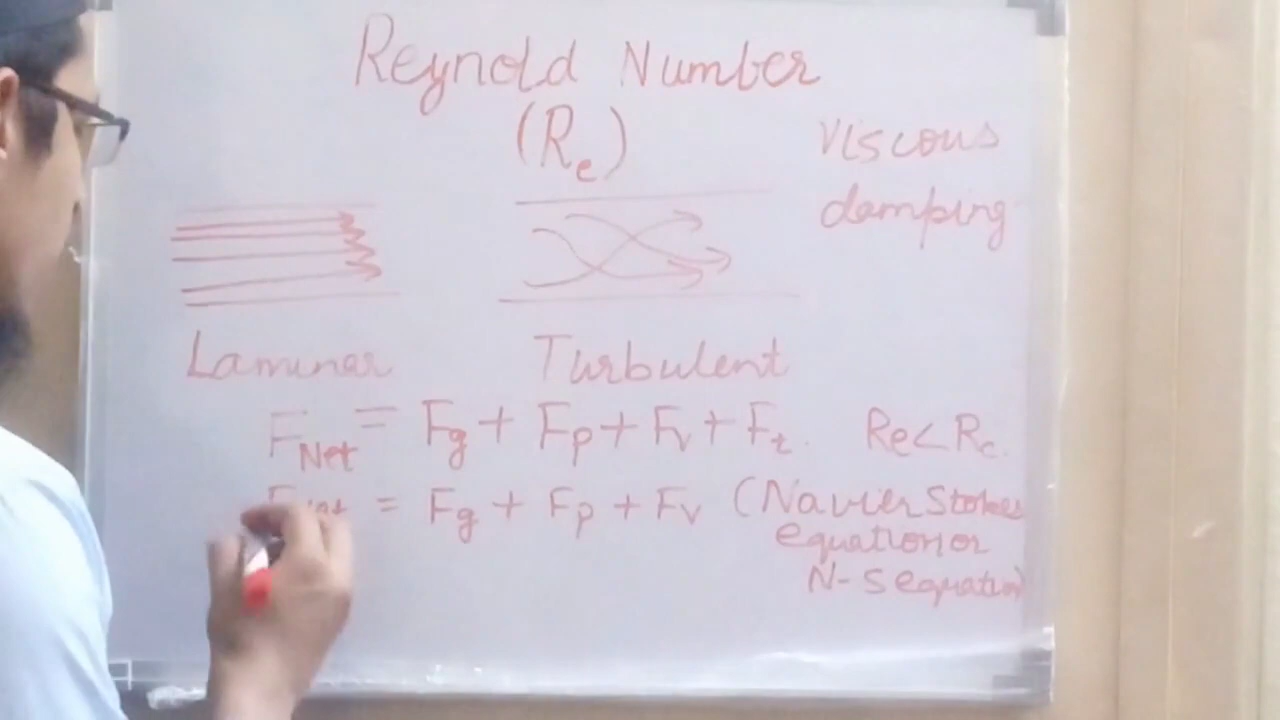 Reynold Number
(Re)
Viscous
damping
Laminar
Turbulent
FNet = Fg + Fp + Fv + Ft.
Re < Rc.
= Fg + Fp + Fv (Navier Stokes
equation or
N-S equation)